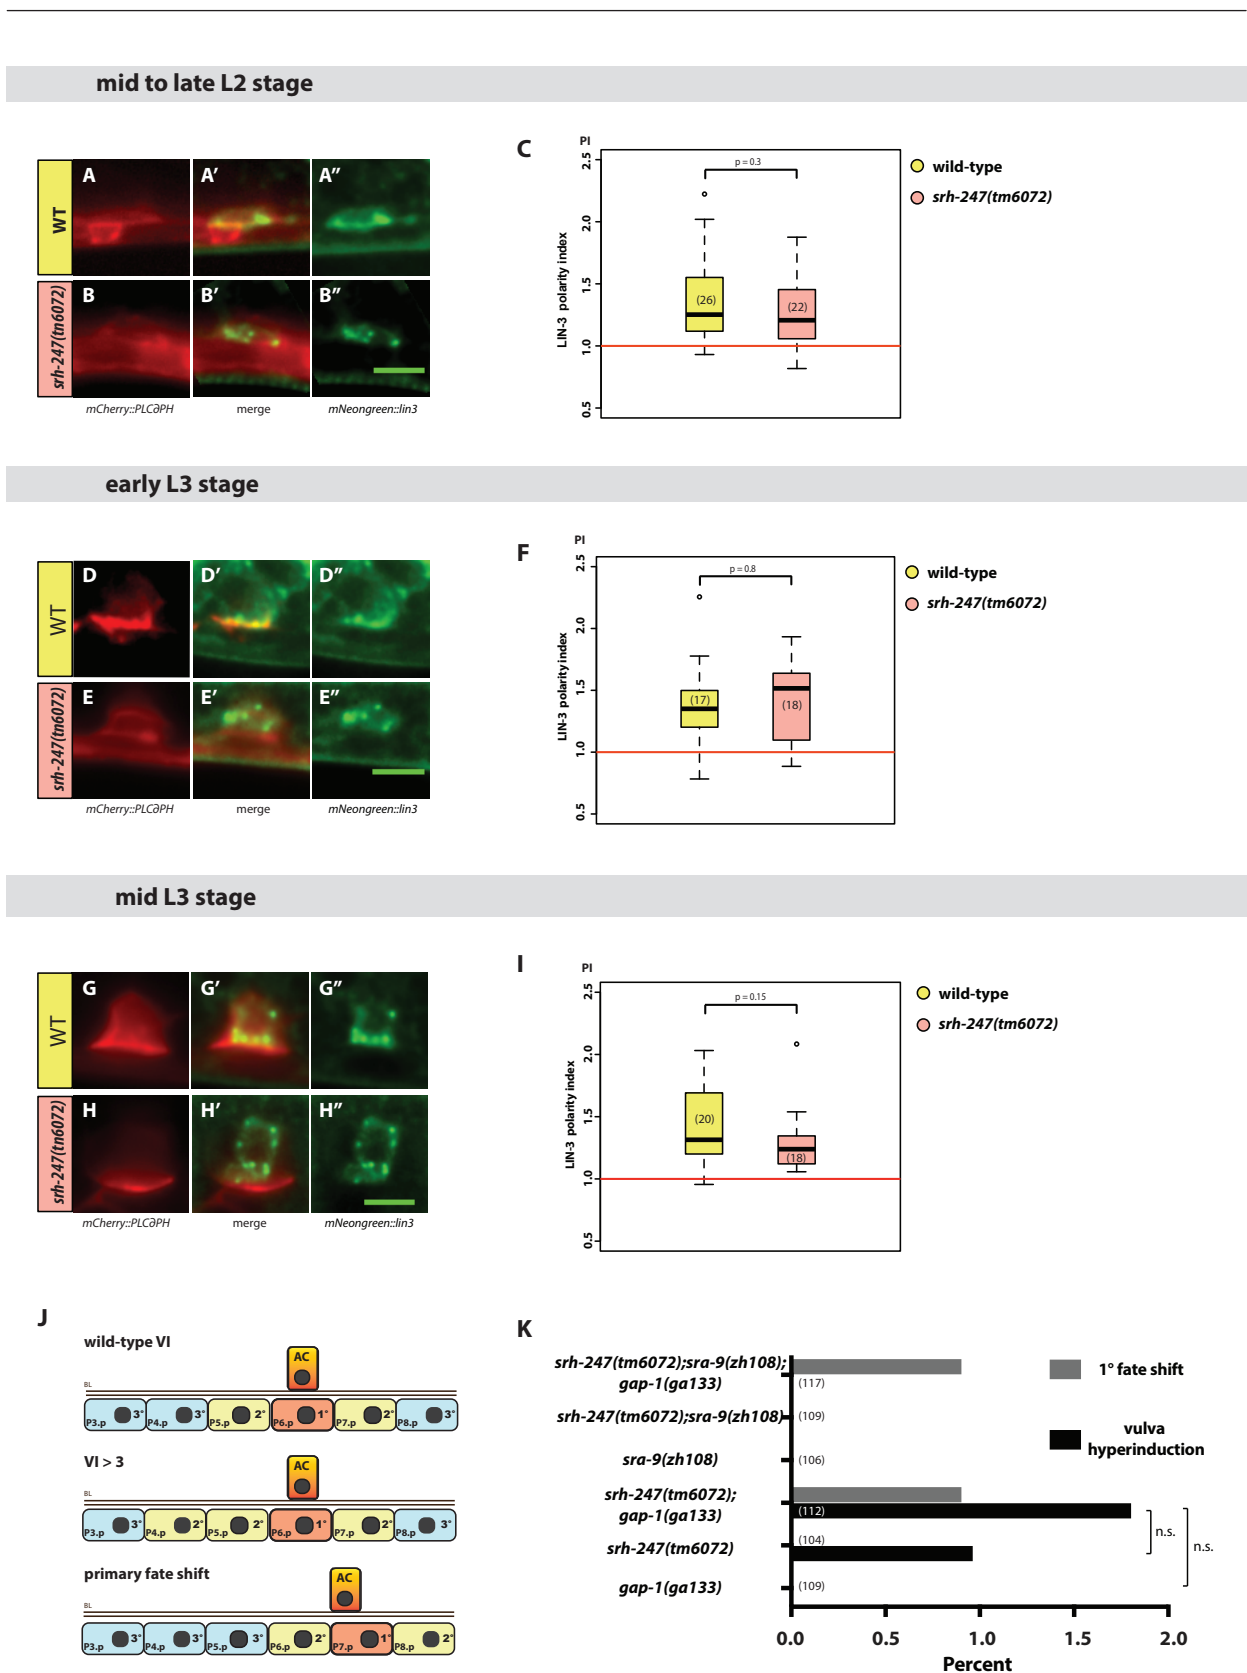 mid to late L2 stage
WT
srh-247(tn6072)
A
A′
A′′
B
B′
B′′
mCherry::PLC∂PH
merge
mNeongreen::lin3
C
PI
LIN-3 polarity index
2.5
2.0
1.5
1.0
0.5
p = 0.3
(26)
(22)
wild-type
srh-247(tm6072)
early L3 stage
WT
srh-247(tn6072)
D
D′
D′′
E
E′
E′′
mCherry::PLC∂PH
merge
mNeongreen::lin3
F
PI
LIN-3 polarity index
2.5
2.0
1.5
1.0
0.5
p = 0.8
(17)
(18)
wild-type
srh-247(tm6072)
mid L3 stage
WT
srh-247(tn6072)
G
G′
G′′
H
H′
H′′
mCherry::PLC∂PH
merge
mNeongreen::lin3
I
PI
LIN-3 polarity index
2.5
2.0
1.5
1.0
0.5
p = 0.15
(20)
(18)
wild-type
srh-247(tm6072)
J
wild-type VI
AC
BL
P3.p 3° P4.p 3° P5.p 2° P6.p 1° P7.p 2° P8.p 3°
VI > 3
AC
BL
P3.p 3° P4.p 2° P5.p 2° P6.p 1° P7.p 2° P8.p 3°
primary fate shift
AC
BL
P3.p 3° P4.p 3° P5.p 3° P6.p 2° P7.p 1° P8.p 2°
K
srh-247(tm6072);sra-9(zh108);
gap-1(ga133)
(117)
srh-247(tm6072);sra-9(zh108)
(109)
sra-9(zh108)
(106)
srh-247(tm6072);
gap-1(ga133)
(112)
srh-247(tm6072)
(104)
gap-1(ga133)
(109)
1° fate shift
vulva
hyperinduction
n.s.
n.s.
0.0 0.5 1.0 1.5 2.0
Percent